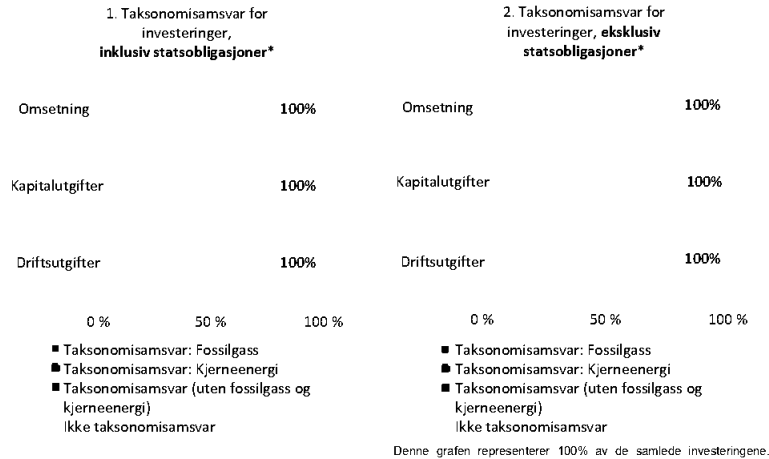 1. Taksonomisamsvar for
investeringer,
inklusiv statsobligasjoner*
Omsetning 100%
Kapitalutgifter 100%
Driftsutgifter 100%
0 % 50 % 100 %
Taksonomisamsvar: Fossilgass
Taksonomisamsvar: Kjerneenergi
Taksonomisamsvar (uten fossilgass og
kjerneenergi)
Ikke taksonomisamsvar
2. Taksonomisamsvar for
investeringer, eksklusiv
statsobligasjoner*
Omsetning 100%
Kapitalutgifter 100%
Driftsutgifter 100%
0 % 50 % 100 %
Taksonomisamsvar: Fossilgass
Taksonomisamsvar: Kjerneenergi
Taksonomisamsvar (uten fossilgass og
kjerneenergi)
Ikke taksonomisamsvar
Denne grafen representerer 100% av de samlede investeringene.